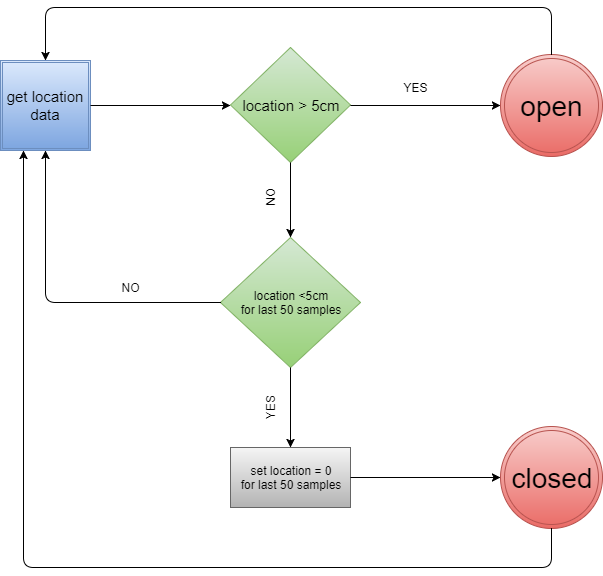 get location
data
location > 5cm
YES
open
NO
location <5cm
for last 50 samples
NO
YES
set location = 0
for last 50 samples
closed